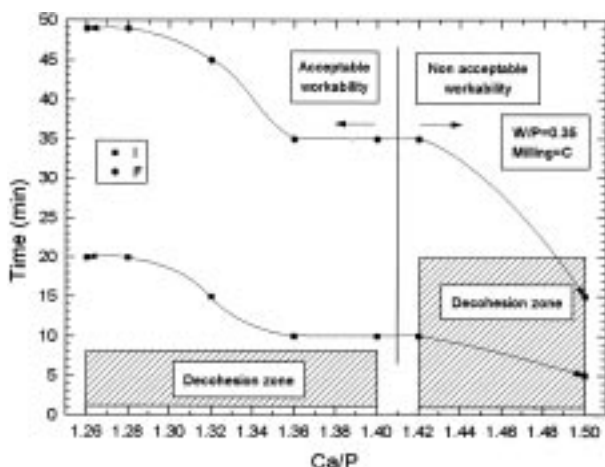 50
45
40
35
30
25
20
15
10
5
0
Time (min)
Acceptable
workability
Non acceptable
workability
W/P=0.35
Milling=C
I
F
Decohesion zone
Decohesion zone
1.26 1.28 1.30 1.32 1.34 1.36 1.38 1.40 1.42 1.44 1.46 1.48 1.50
Ca/P